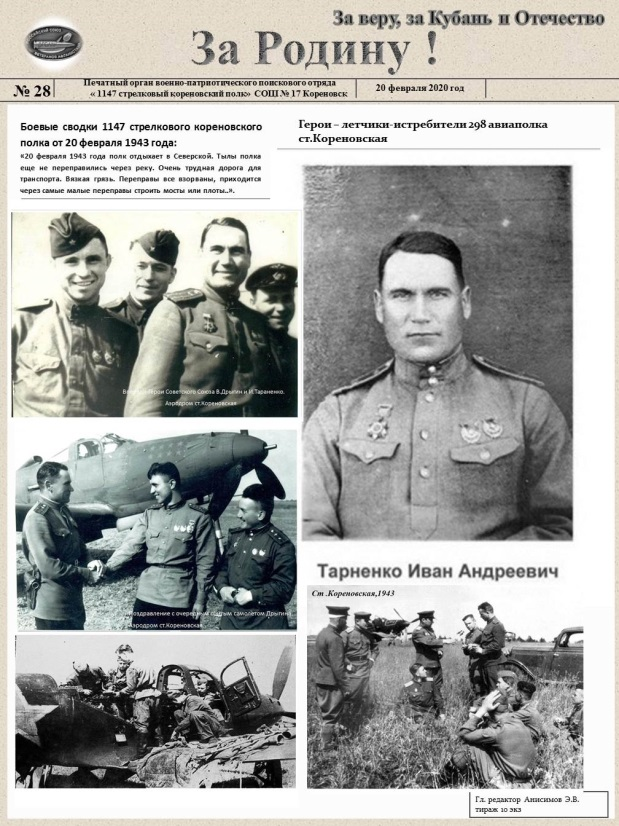 За веру, за Кубань и Отечество
За Родину !
№ 28
Печатный орган военно-патриотического поискового отряда
« 1147 стрелковый кореновский полк» СОШ № 17 Кореновск
20 февраля 2020 год
Боевые сводки 1147 стрелкового кореновского
полка от 20 февраля 1943 года:
«20 февраля 1943 года полк отдыхает в Северской. Тылы полка
еще не переправились через реку. Очень трудная дорога для
транспорта. Вязкая грязь. Переправы все взорваны, приходится
через самые малые переправы строить мосты или плоты..».
Герои – летчики-истребители 298 авиаполка
ст.Кореновская
Герои Советского Союза В.Дрыгин и И.Тараненко.
Аэродром ст.Кореновская
Поздравление с очередным сбитым самолетом Дрыгина
Аэродром ст.Кореновская
Тарненко Иван Андреевич
Ст .Кореновская,1943
Гл. редактор Анисимов Э.В.
тираж 10 экз